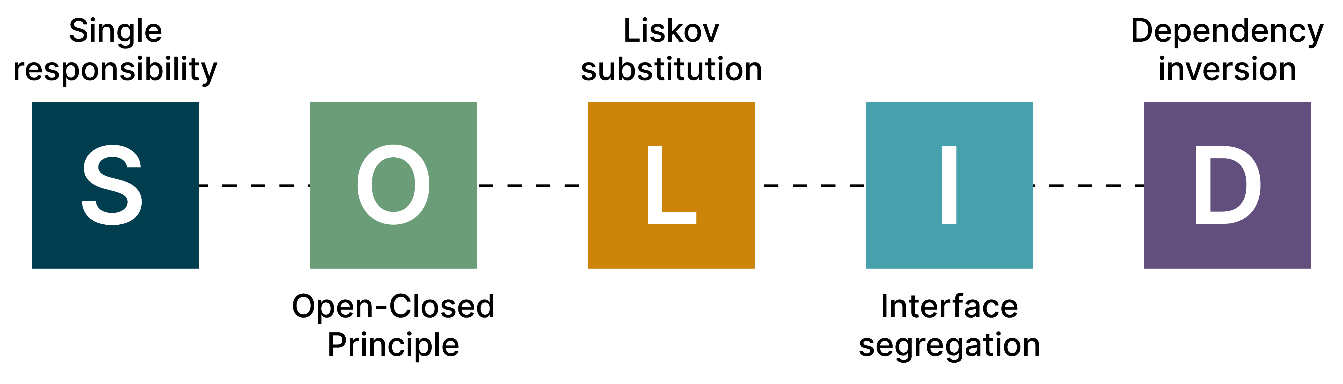 Single
responsibility
Liskov
substitution
Dependency
inversion
S
O
L
I
D
Open-Closed
Principle
Interface
segregation